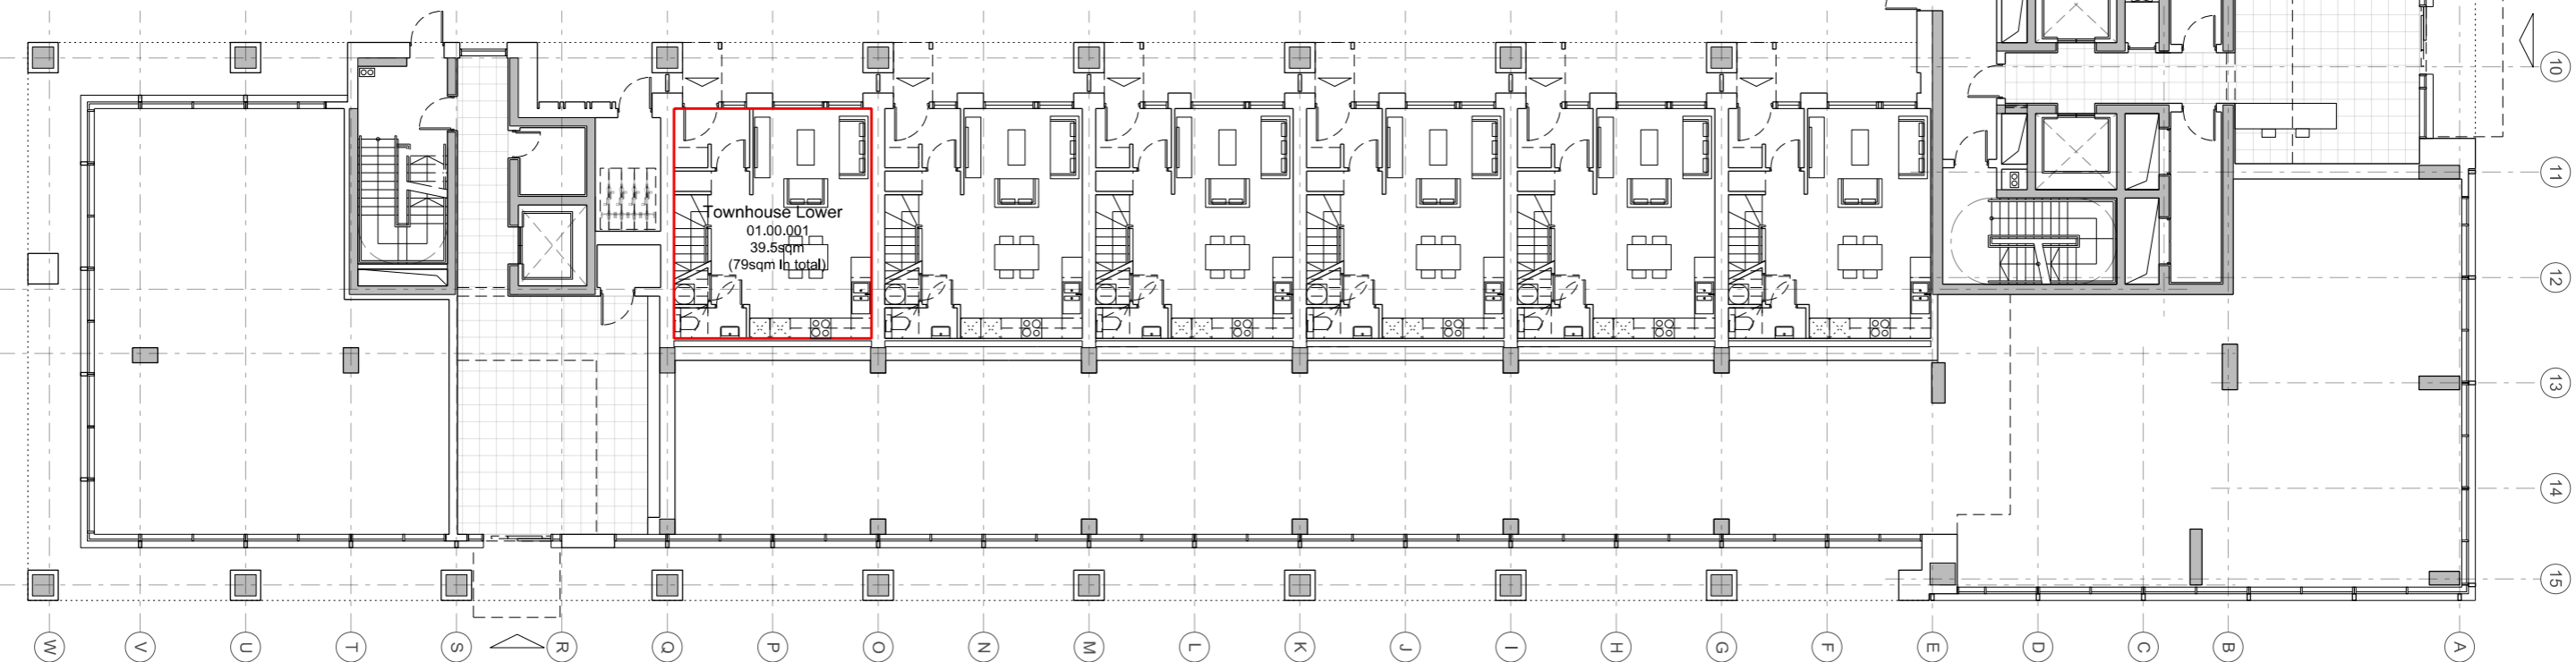 10
11
Townhouse Lower
01.00.001
39.5sqm
(79sqm In total)
12
13
14
15
W
V
U
T
S
R
Q
P
O
N
M
L
K
J
I
H
G
F
E
D
C
B
A